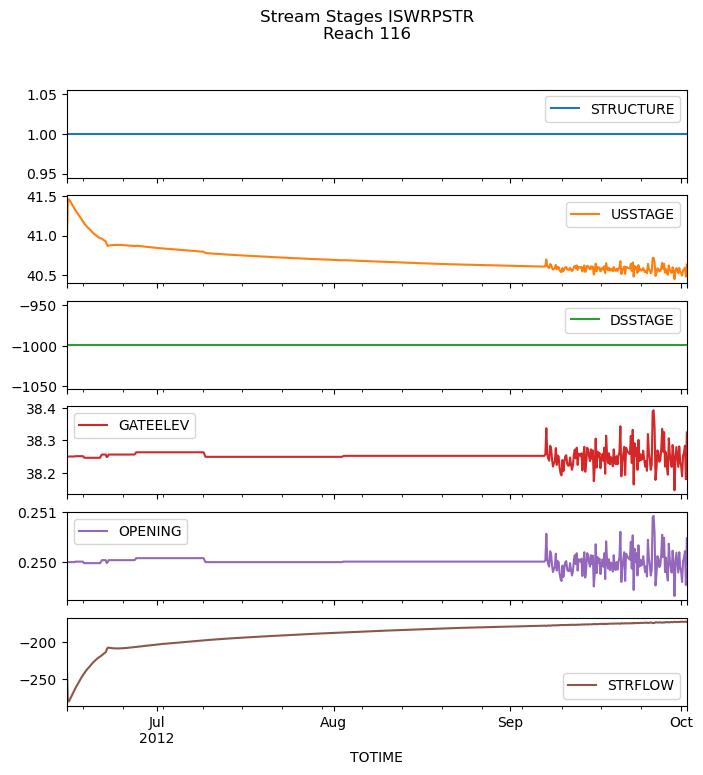 Stream Stages ISWRPSTR
Reach 116
1.05
1.00
0.95
STRUCTURE
41.5
41.0
40.5
USSTAGE
−950
−1000
−1050
DSSTAGE
38.4
38.3
38.2
GATEELEV
0.251
0.250
OPENING
−200
−250
STRFLOW
Jul
2012
Aug
Sep
Oct
TOTIME